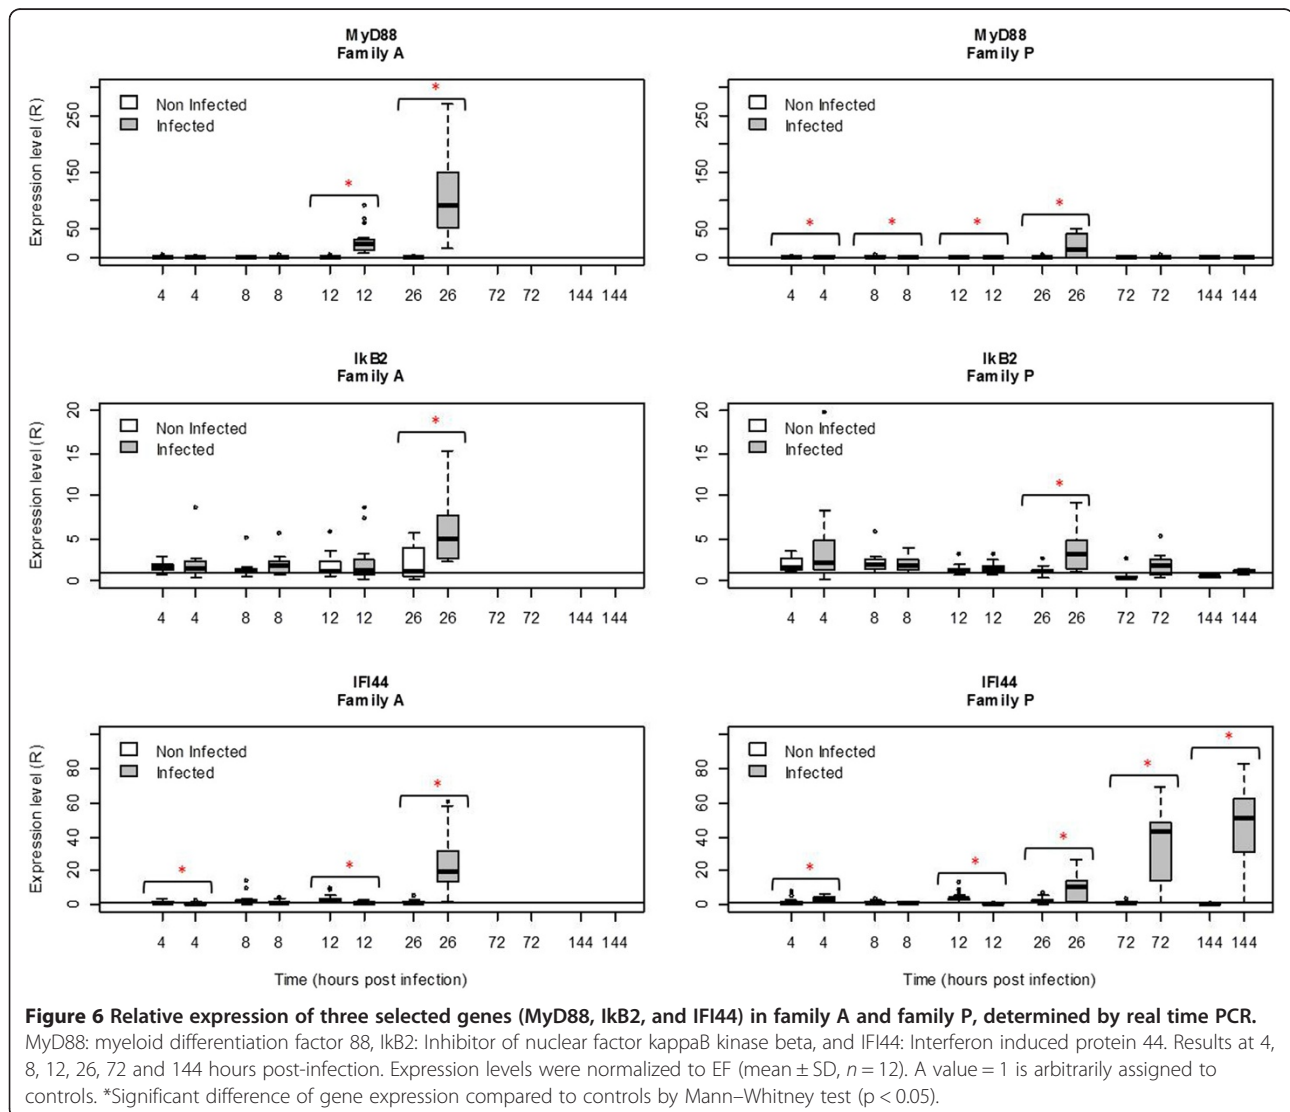 MyD88
Family A
Expression level (R)
250
150
50
0
Non Infected
Infected
*
*
4 4 8 8 12 12 26 26 72 72 144 144
MyD88
Family P
250
150
50
0
Non Infected
Infected
* * * *
4 4 8 8 12 12 26 26 72 72 144 144
IkB2
Family A
Expression level (R)
20
15
10
5
0
Non Infected
Infected
*
4 4 8 8 12 12 26 26 72 72 144 144
IkB2
Family P
20
15
10
5
0
Non Infected
Infected
*
4 4 8 8 12 12 26 26 72 72 144 144
IFI44
Family A
Expression level (R)
80
60
40
20
0
Non Infected
Infected
* * *
4 4 8 8 12 12 26 26 72 72 144 144
Time (hours post infection)
IFI44
Family P
80
60
40
20
0
Non Infected
Infected
* * * * *
4 4 8 8 12 12 26 26 72 72 144 144
Time (hours post infection)
Figure 6 Relative expression of three selected genes (MyD88, IkB2, and IFI44) in family A and family P, determined by real time PCR.
MyD88: myeloid differentiation factor 88, IkB2: Inhibitor of nuclear factor kappaB kinase beta, and IFI44: Interferon induced protein 44. Results at 4,
8, 12, 26, 72 and 144 hours post-infection. Expression levels were normalized to EF (mean ± SD, n = 12). A value = 1 is arbitrarily assigned to
controls. *Significant difference of gene expression compared to controls by Mann–Whitney test (p < 0.05).